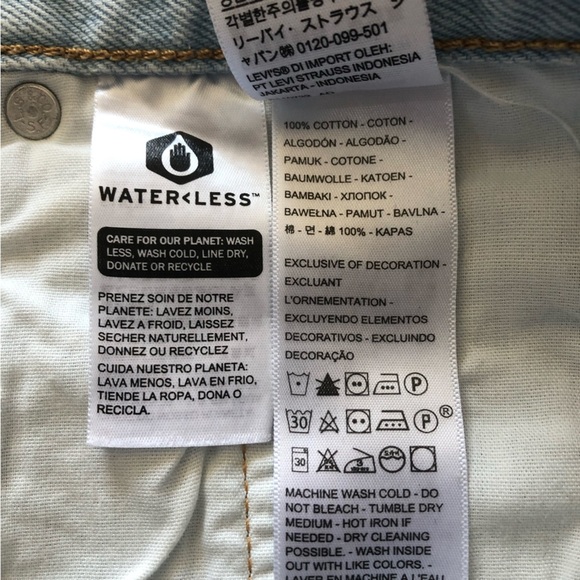 각별한주의를
リーバイ・ストラウス ジ
ャパン㈱ 0120-099-501
LEVI'S® DI IMPORT OLEH:
PT LEVI STRAUSS INDONESIA
JAKARTA - INDONESIA
WATER<LESS™
CARE FOR OUR PLANET: WASH
LESS, WASH COLD, LINE DRY,
DONATE OR RECYCLE
PRENEZ SOIN DE NOTRE
PLANETE: LAVEZ MOINS,
LAVEZ A FROID, LAISSEZ
SECHER NATURELLEMENT,
DONNEZ OU RECYCLEZ
CUIDA NUESTRO PLANETA:
LAVA MENOS, LAVA EN FRIO,
TIENDE LA ROPA, DONA O
RECICLA.
100% COTTON - COTON -
ALGODÓN - ALGODÃO -
PAMUK - COTONE -
BAUMWOLLE - KATOEN -
BAMBAKI - ХЛОПОК -
BAWEŁNA - PAMUT - BAVLNA -
棉 - 면 - 綿 100% - KAPAS
EXCLUSIVE OF DECORATION -
EXCLUANT
L'ORNEMENTATION -
EXCLUYENDO ELEMENTOS
DECORATIVOS - EXCLUINDO
DECORAÇÃO
P
30 P ®
30
MACHINE WASH COLD - DO
NOT BLEACH - TUMBLE DRY
MEDIUM - HOT IRON IF
NEEDED - DRY CLEANING
POSSIBLE. - WASH INSIDE
OUT WITH LIKE COLORS. -
LAVER EN MACHINE A L'EAU